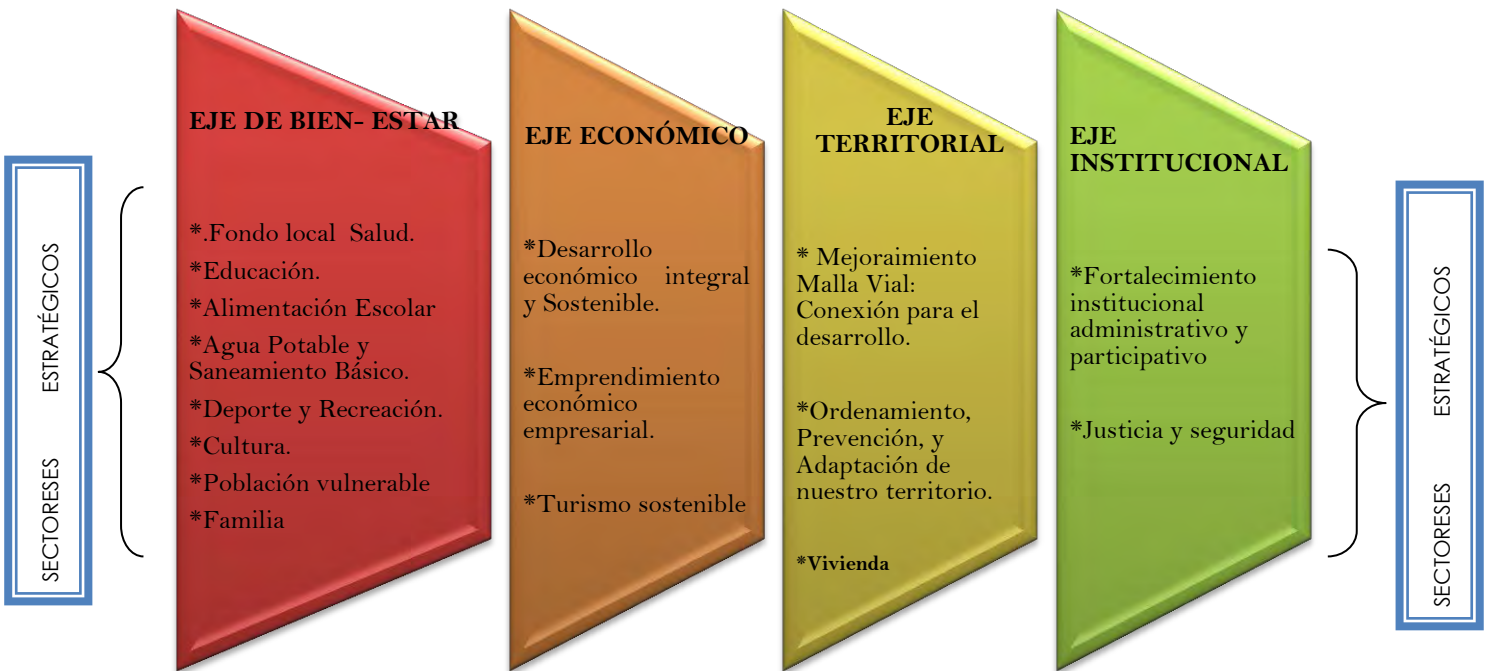 SECTORESES ESTRATÉGICOS
EJE DE BIEN- ESTAR
*.Fondo local Salud.
*Educación.
*Alimentación Escolar
*Agua Potable y
Saneamiento Básico.
*Deporte y Recreación.
*Cultura.
*Población vulnerable
*Familia
EJE ECONÓMICO
*Desarrollo
económico integral
y Sostenible.
*Emprendimiento
económico
empresarial.
*Turismo sostenible
EJE
TERRITORIAL
* Mejoraimiento
Malla Vial:
Conexión para el
desarrollo.
*Ordenamiento,
Prevención, y
Adaptación de
nuestro territorio.
*Vivienda
EJE
INSTITUCIONAL
*Fortalecimiento
institucional
administrativo y
participativo
*Justicia y seguridad
SECTORESES ESTRATÉGICOS